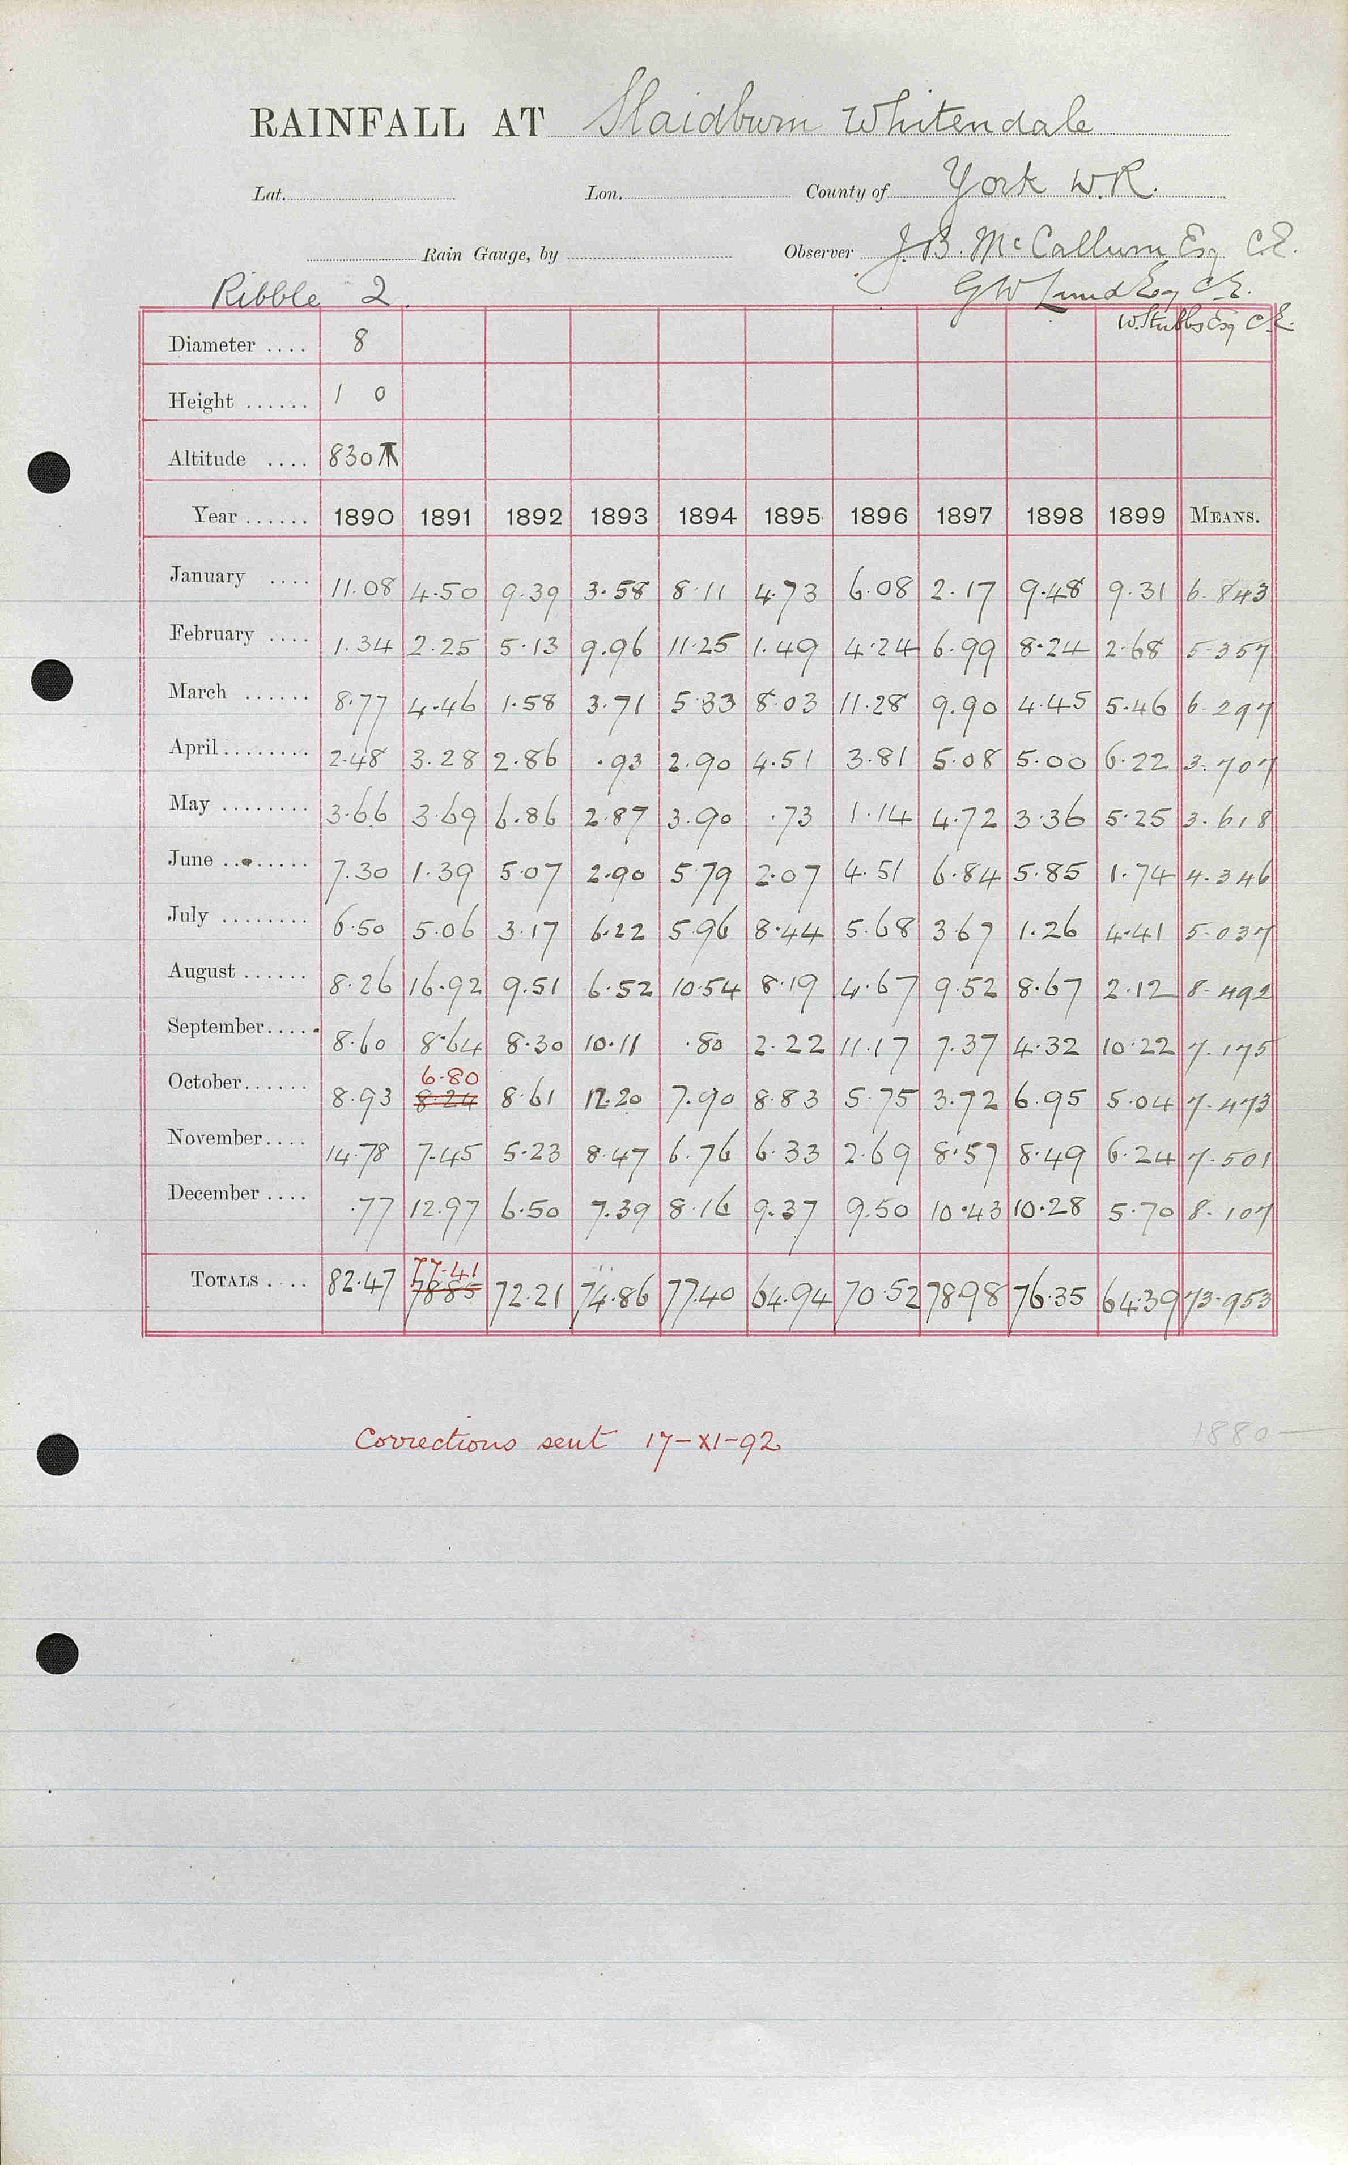 RAINFALL AT Slaidburn Whitendale
Lat. Lon. County of York W.R.
Rain Gauge, by Observer J.B. McCallum Esq C.E.
Ribble 2. G W Lund Esq C.E.
W. Stubbs Esq C.E.
Diameter .... 8
Height ...... 1 0
Altitude .... 830
Year ...... 1890 1891 1892 1893 1894 1895 1896 1897 1898 1899 MEANS.
January .... 11.08 4.50 9.39 3.58 8.11 4.73 6.08 2.17 9.48 9.31 6.843
February .... 1.34 2.25 5.13 9.96 11.25 1.49 4.24 6.99 8.24 2.68 5.357
March ...... 8.77 4.46 1.58 3.71 5.33 8.03 11.28 9.90 4.45 5.46 6.297
April ........ 2.48 3.28 2.86 .93 2.90 4.51 3.81 5.08 5.00 6.22 3.707
May ........ 3.66 3.69 6.86 2.87 3.90 .73 1.14 4.72 3.36 5.25 3.618
June ........ 7.30 1.39 5.07 2.90 5.79 2.07 4.51 6.84 5.85 1.74 4.346
July ........ 6.50 5.06 3.17 6.22 5.96 8.44 5.68 3.67 1.26 4.41 5.037
August ...... 8.26 16.92 9.51 6.52 10.54 8.19 4.67 9.52 8.67 2.12 8.492
September ..... 8.60 8.64 8.30 10.11 .80 2.22 11.17 7.37 4.32 10.22 7.175
6.80
October ...... 8.93 8.24 8.61 12.20 7.90 8.83 5.75 3.72 6.95 5.04 7.473
November .... 14.78 7.45 5.23 8.47 6.76 6.33 2.69 8.57 8.49 6.24 7.501
December .... .77 12.97 6.50 7.39 8.16 9.37 9.50 10.43 10.28 5.70 8.107
77.41
TOTALS .... 82.47 78.85 72.21 74.86 77.40 64.94 70.52 78.98 76.35 64.39 73.953
Corrections sent 17-XI-92
1880-